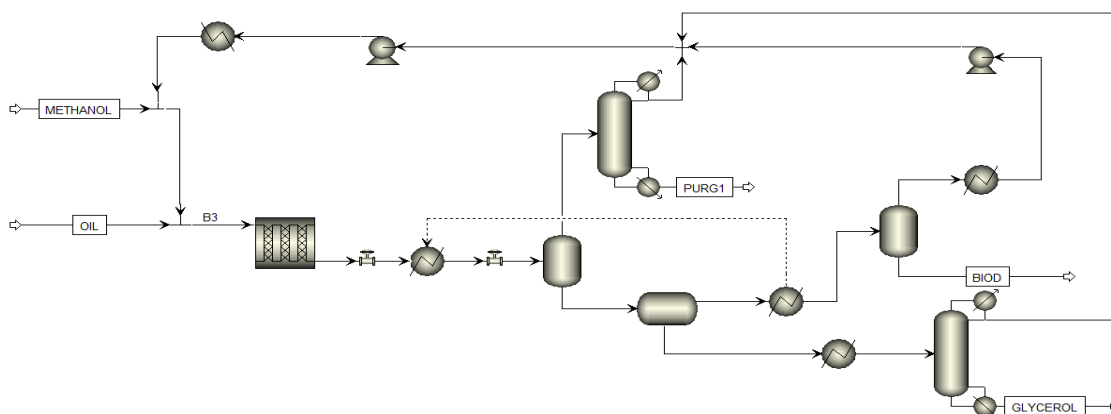 METHANOL
PURG1
OIL
B3
BIOD
GLYCEROL